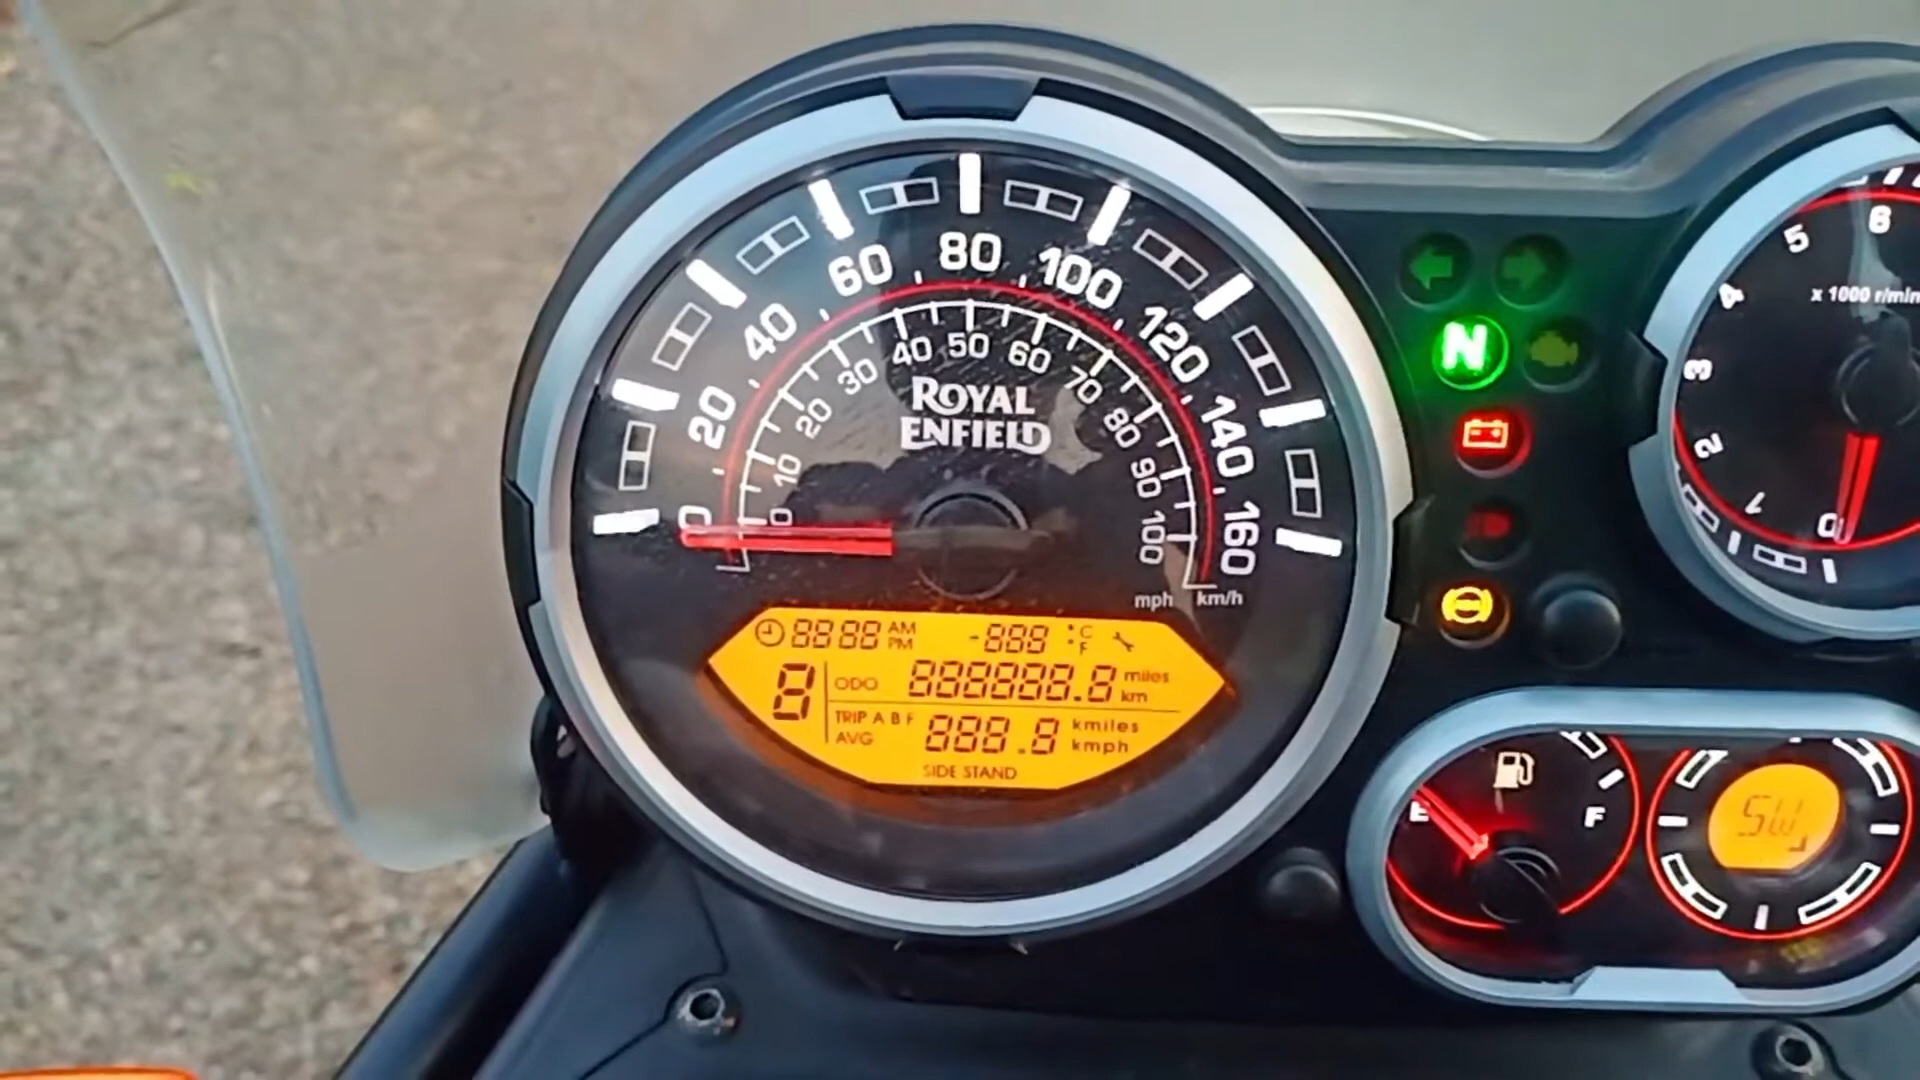 0 20 40 60 80 100 120 140 160
0 10 20 30 40 50 60 70 80 90 100
ROYAL
ENFIELD
mph km/h
8888 AM PM -888 °C °F
8 ODO 888888.8 miles km
TRIP A B F 888.8 kmiles
AVG kmph
SIDE STAND
N
0 1 2 3 4 5 6
x 1000 r/min
E F
SW